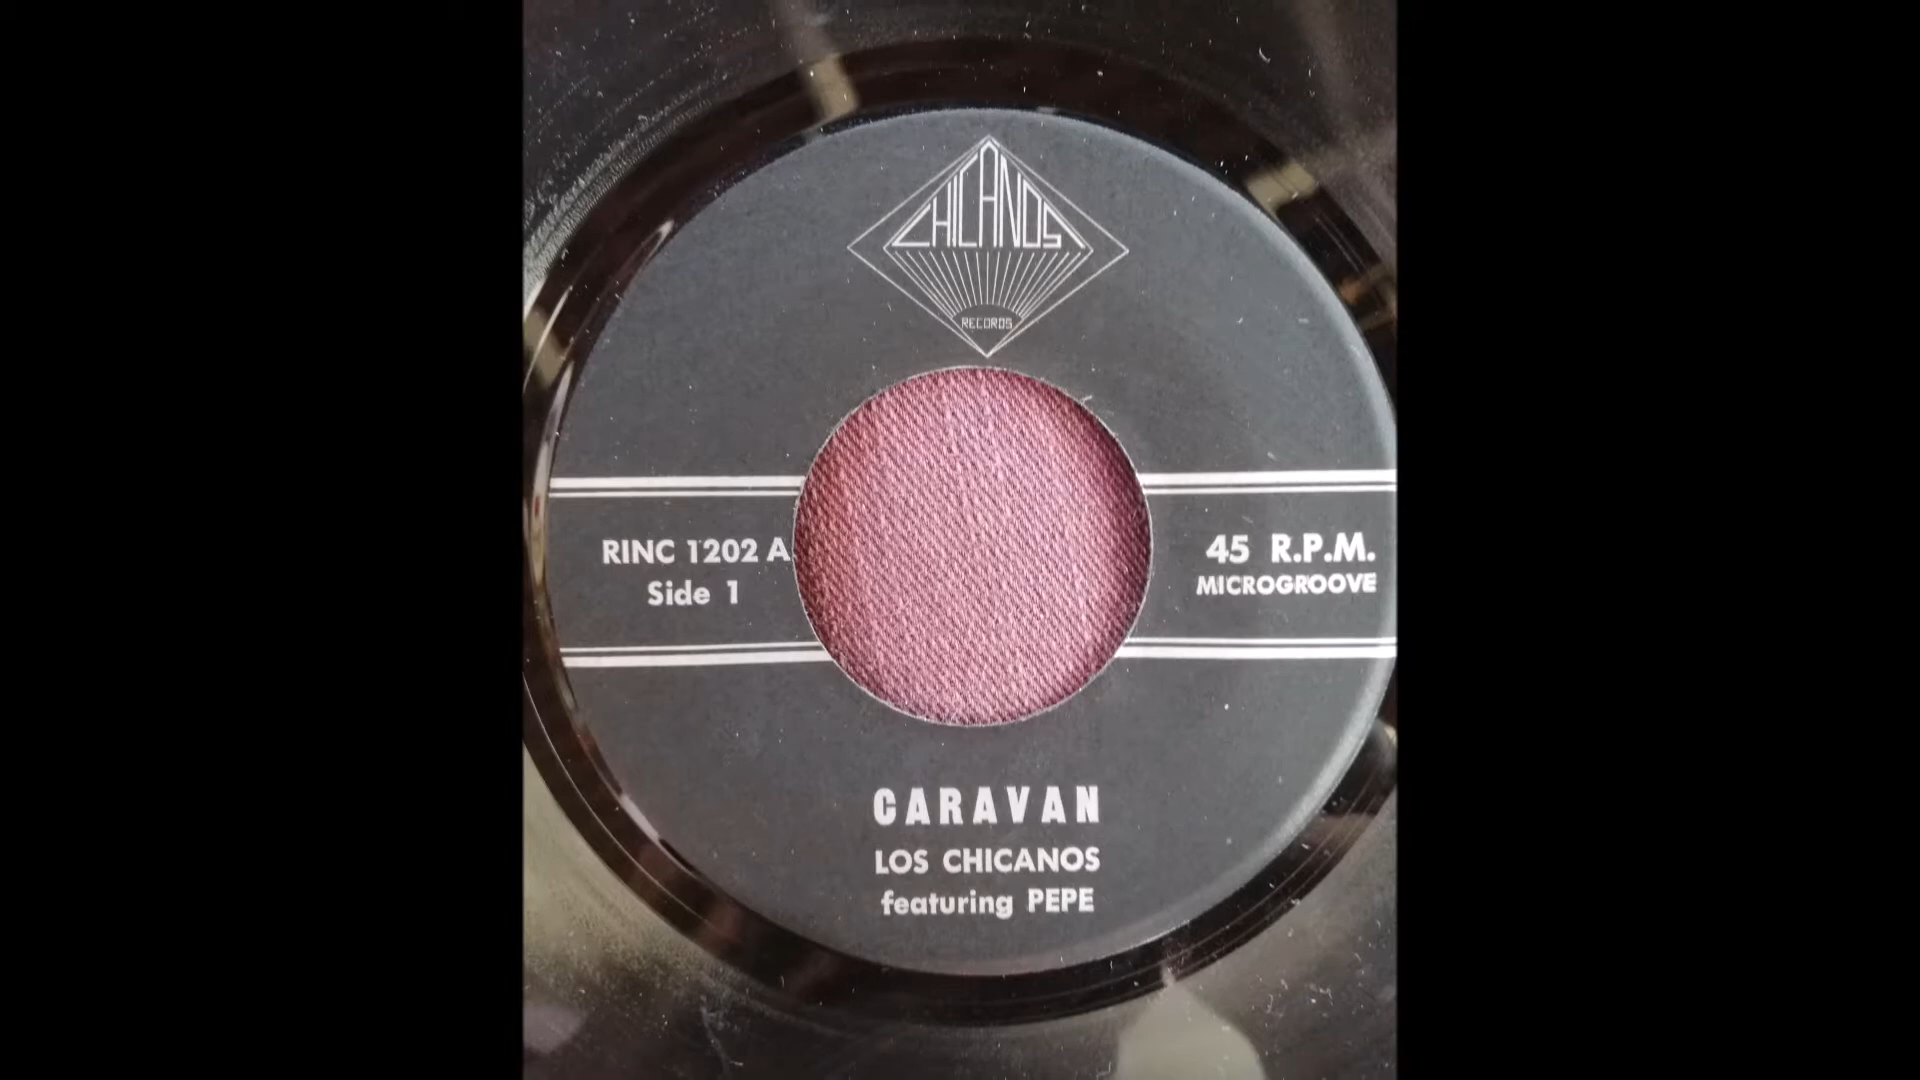 CHICANOS
RECORDS
RINC 1202 A
Side 1
45 R.P.M.
MICROGROOVE
CARAVAN
LOS CHICANOS
featuring PEPE